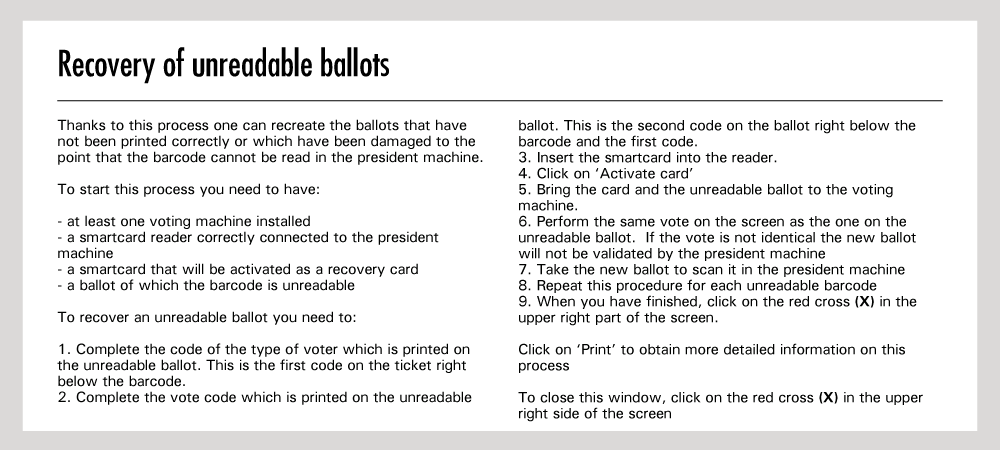 Recovery of unreadable ballots
Thanks to this process one can recreate the ballots that have
not been printed correctly or which have been damaged to the
point that the barcode cannot be read in the president machine.
To start this process you need to have:
- at least one voting machine installed
- a smartcard reader correctly connected to the president
machine
- a smartcard that will be activated as a recovery card
- a ballot of which the barcode is unreadable
To recover an unreadable ballot you need to:
1. Complete the code of the type of voter which is printed on
the unreadable ballot. This is the first code on the ticket right
below the barcode.
2. Complete the vote code which is printed on the unreadable
ballot. This is the second code on the ballot right below the
barcode and the first code.
3. Insert the smartcard into the reader.
4. Click on ‘Activate card’
5. Bring the card and the unreadable ballot to the voting
machine.
6. Perform the same vote on the screen as the one on the
unreadable ballot.  If the vote is not identical the new ballot
will not be validated by the president machine
7. Take the new ballot to scan it in the president machine
8. Repeat this procedure for each unreadable barcode
9. When you have finished, click on the red cross (X) in the
upper right part of the screen.
Click on ‘Print’ to obtain more detailed information on this
process
To close this window, click on the red cross (X) in the upper
right side of the screen